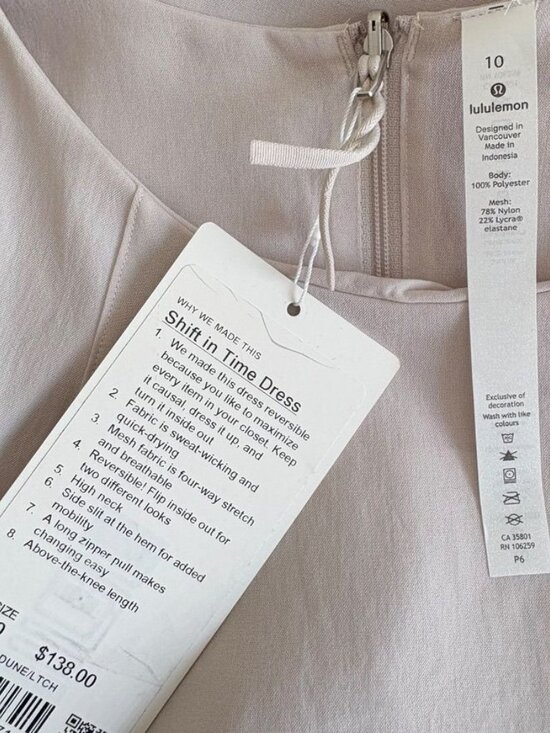 10
lululemon
Designed in
Vancouver
Made in
Indonesia
Body:
100% Polyester
Mesh:
78% Nylon
22% Lycra®
elastane
Exclusive of
decoration
Wash with like
colours
CA 35801
RN 106259
P6
WHY WE MADE THIS
Shift in Time Dress
1. We made this dress reversible
because you like to maximize
every item in your closet. Keep
it causal, dress it up, and
turn it inside out
2. Fabric is sweat-wicking and
quick-drying
3. Mesh fabric is four-way stretch
and breathable
4. Reversible! Flip inside out for
two different looks
5. High neck
6. Side slit at the hem for added
mobility
7. A long zipper pull makes
changing easy
8. Above-the-knee length
$138.00
DUNE/LTCH